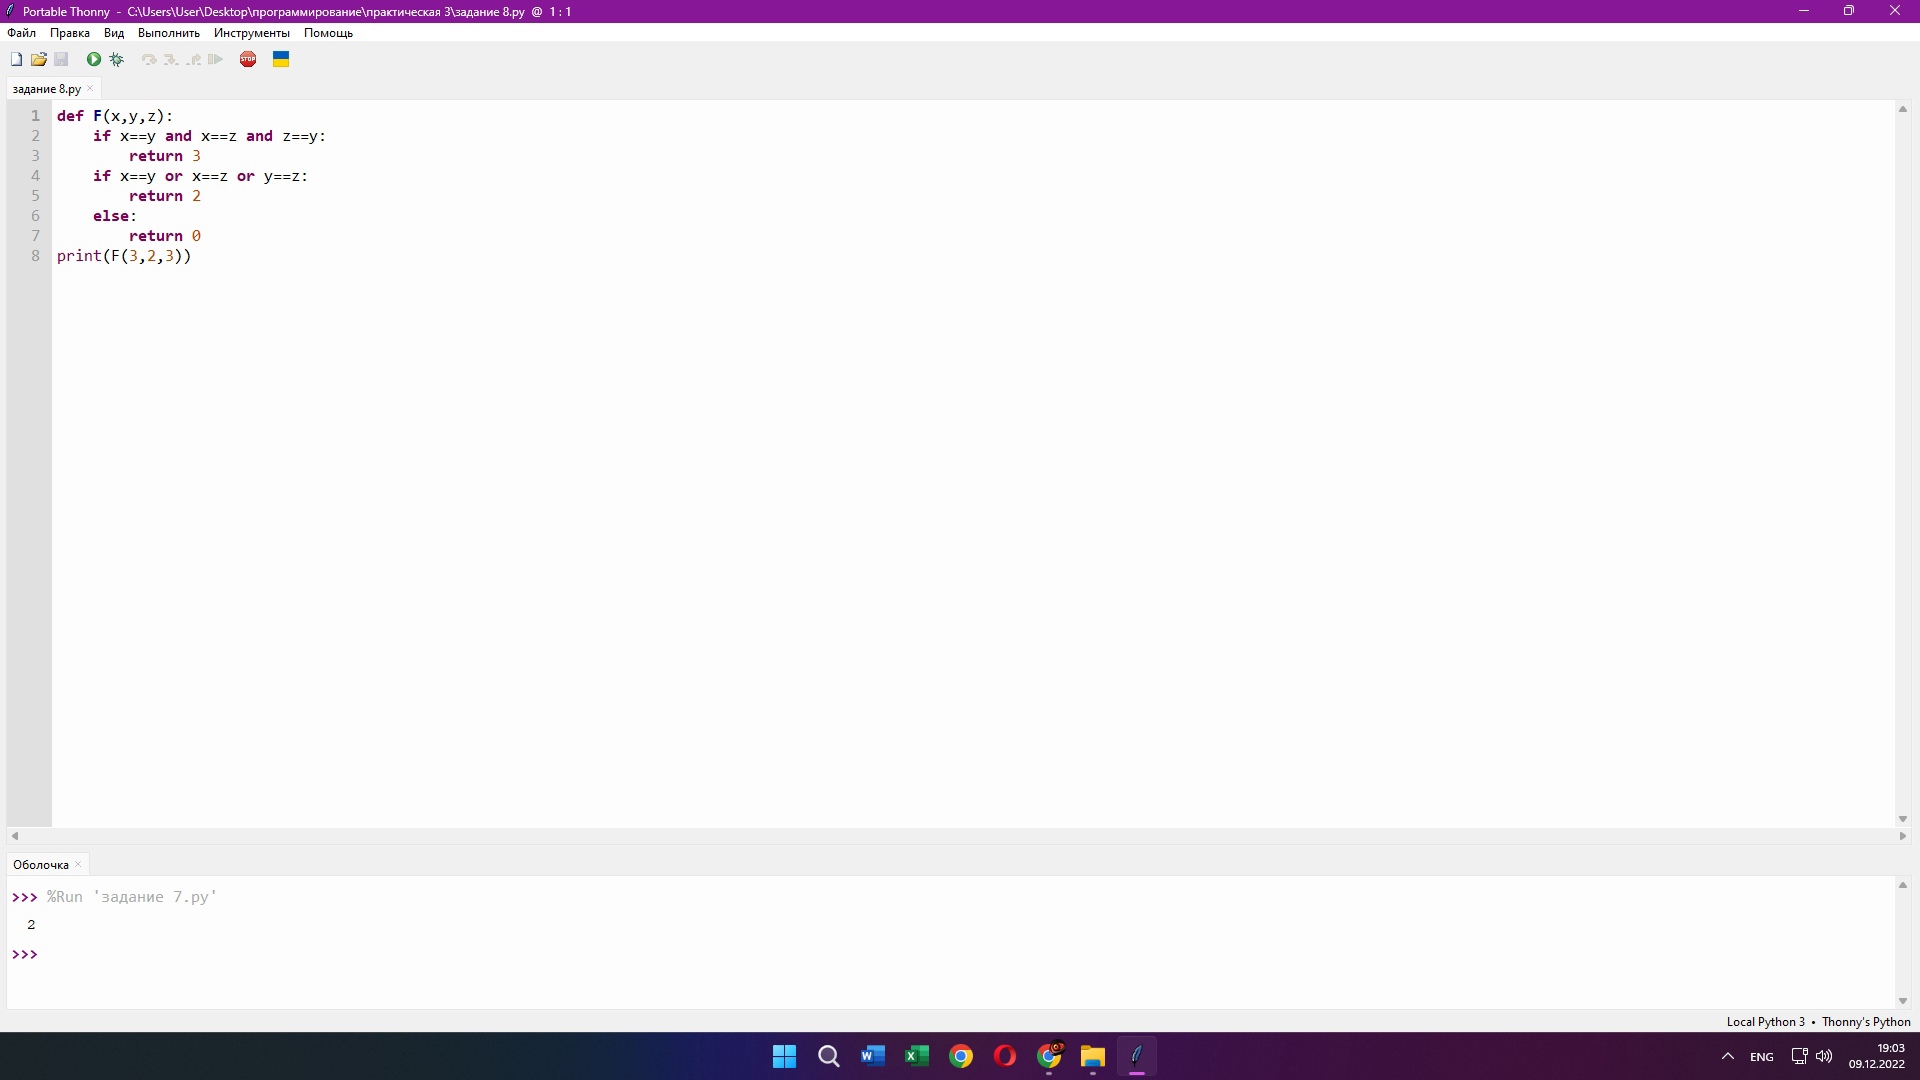 Portable Thonny - C:\Users\User\Desktop\программирование\практическая 3\задание 8.py @ 1 : 1
Файл Правка Вид Выполнить Инструменты Помощь
STOP
задание 8.py ×
1 def F(x,y,z):
2     if x==y and x==z and z==y:
3         return 3
4     if x==y or x==z or y==z:
5         return 2
6     else:
7         return 0
8 print(F(3,2,3))
Оболочка ×
>>> %Run 'задание 7.py'
2
>>>
Local Python 3 • Thonny's Python
ENG
19:03
09.12.2022